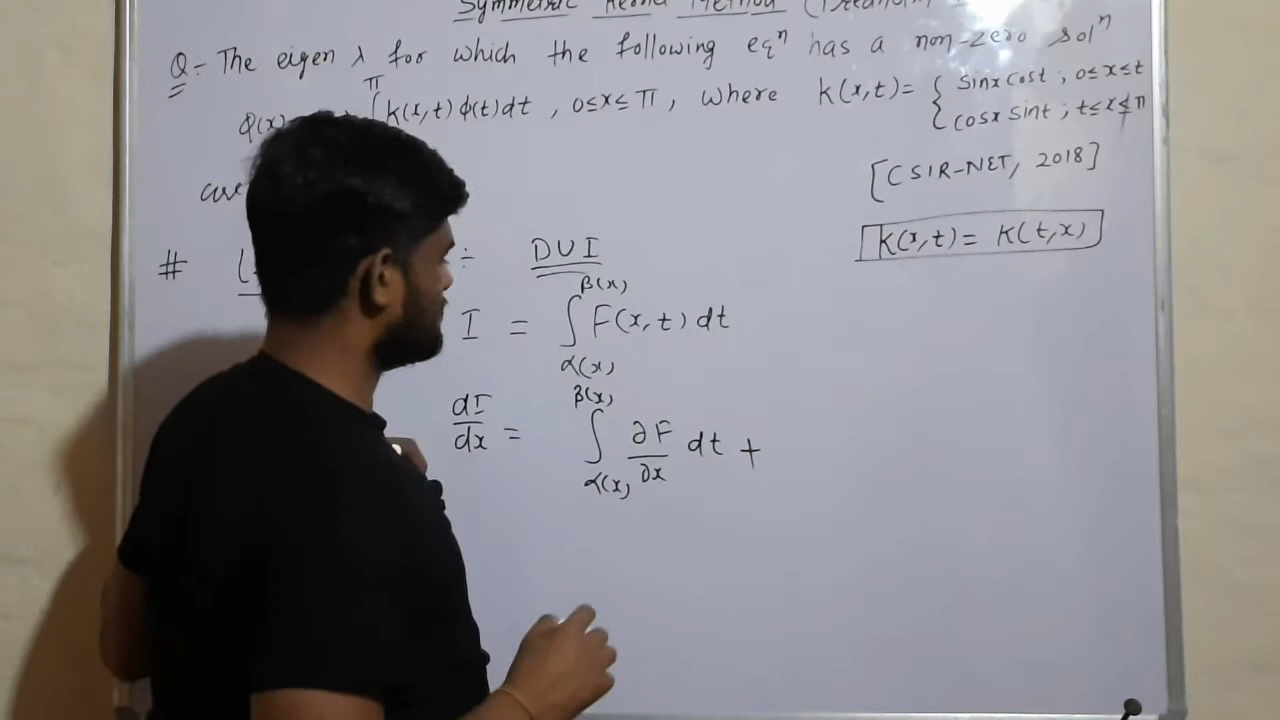 Symmetric Kernel Method
Q- The eigen λ for which the following eqⁿ has a non-zero solⁿ
φ(x) ∫ π K(x,t) φ(t)dt , 0≤x≤π, where K(x,t)= { sinx cost ; 0≤x≤t
cosx sint ; t≤x≤π
are
[CSIR-NET, 2018]
K(x,t) = K(t,x)
# ÷ DUI
I = ∫ α(x) β(x) F(x,t) dt
dI/dx = ∫ α(x) β(x) ∂F/∂x dt +